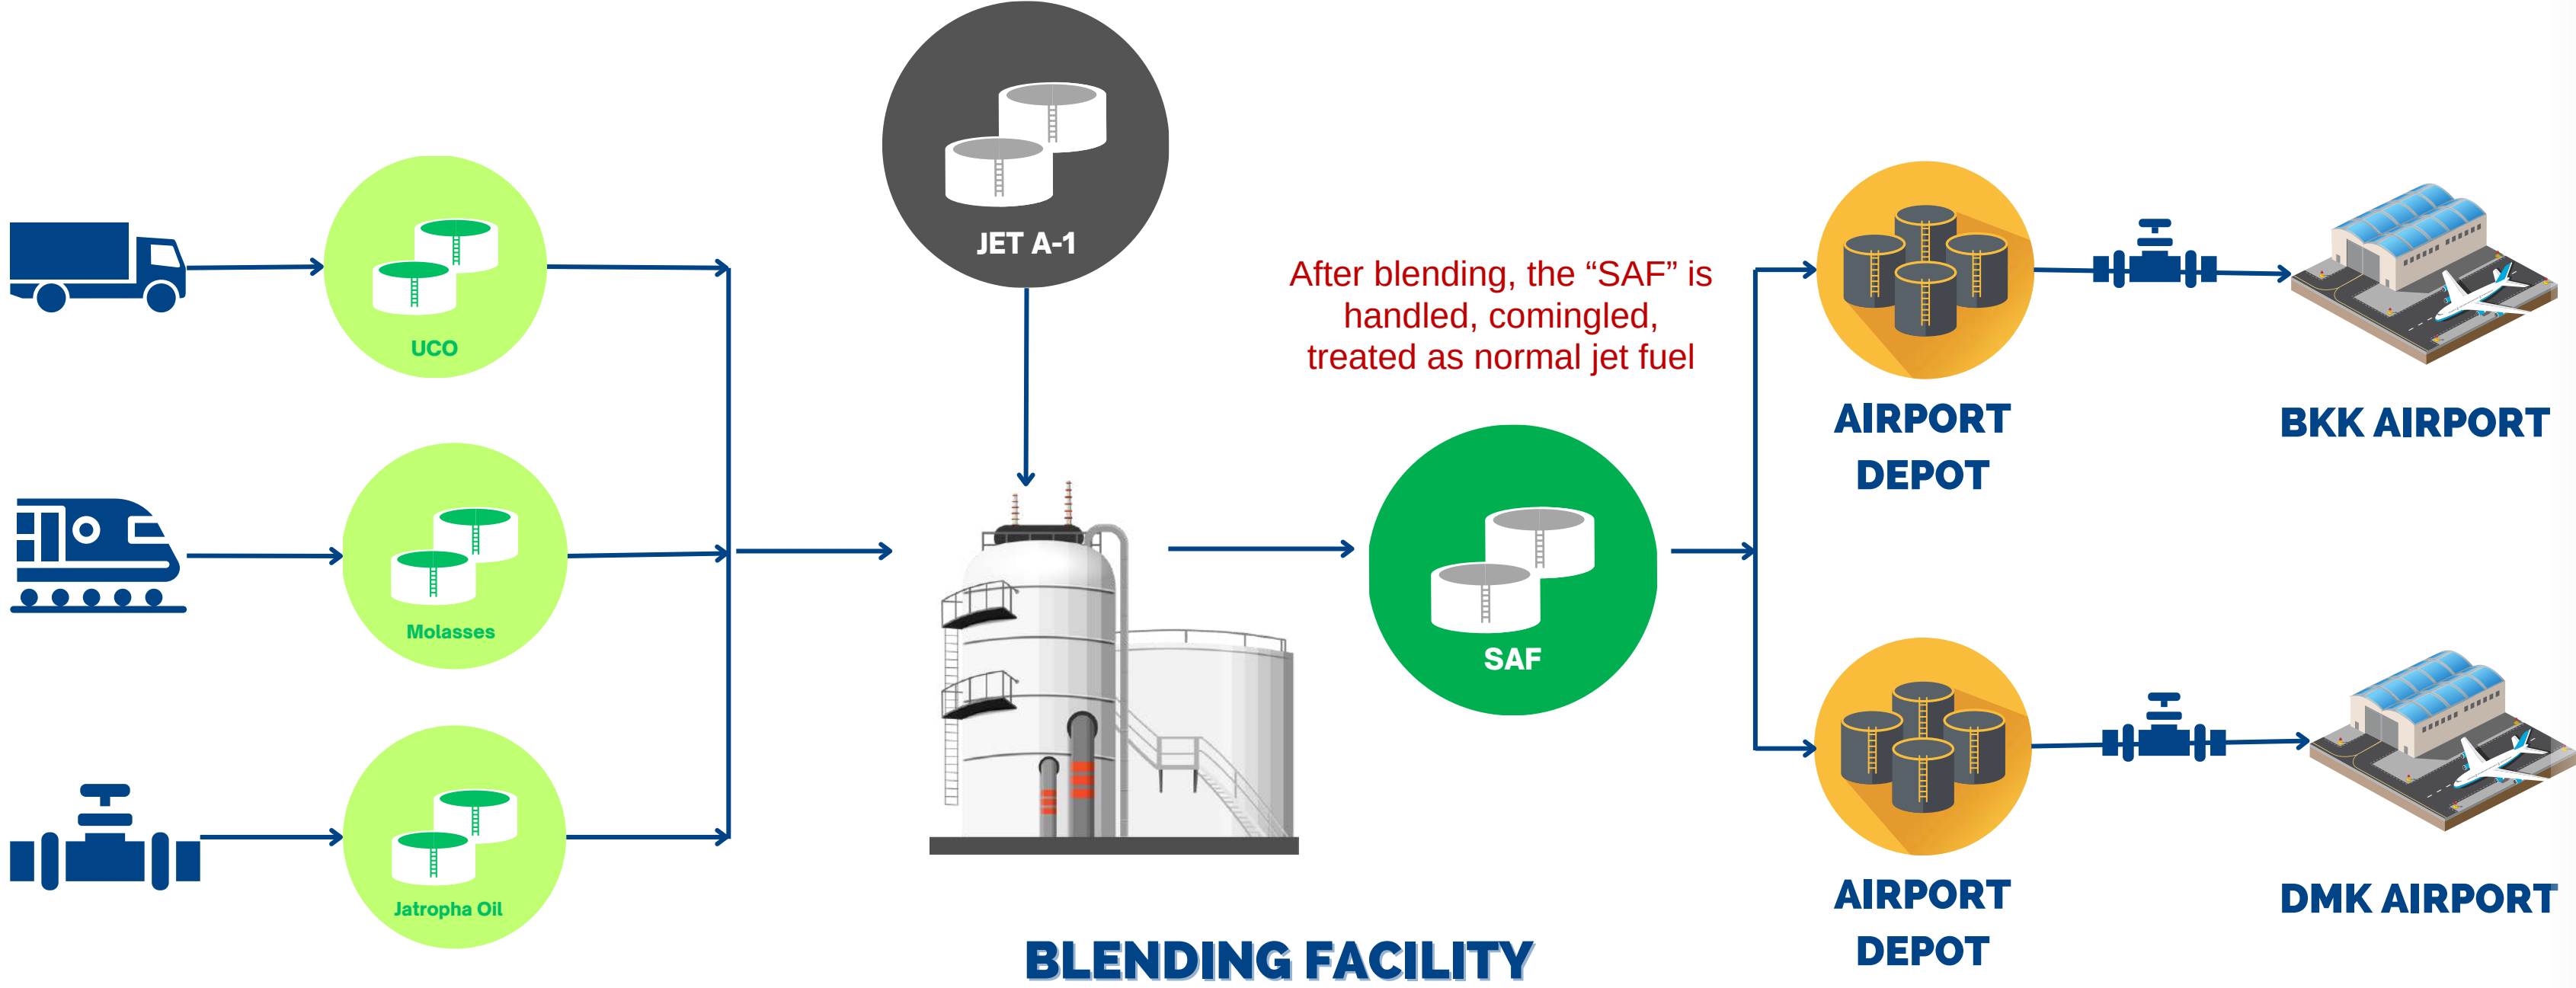 JET A-1
UCO
Molasses
Jatropha Oil
After blending, the “SAF” is
handled, comingled,
treated as normal jet fuel
SAF
BLENDING FACILITY
AIRPORT
DEPOT
BKK AIRPORT
AIRPORT
DEPOT
DMK AIRPORT